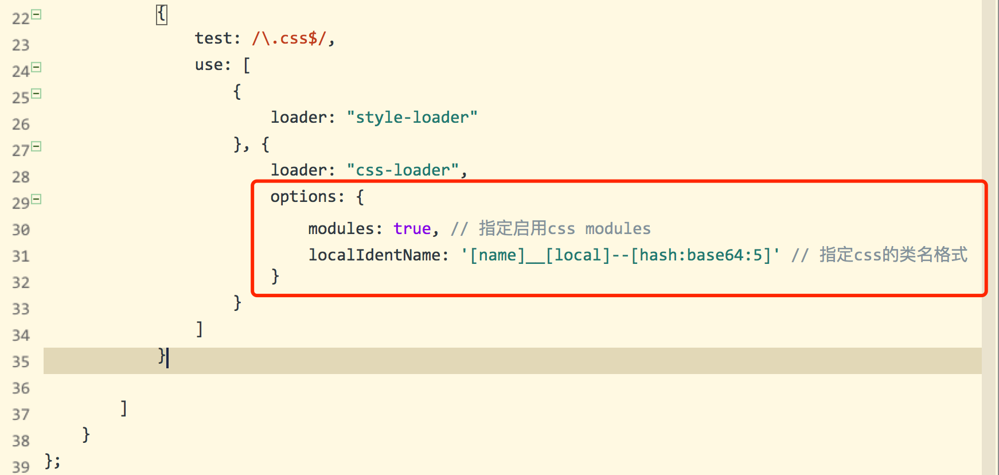 22 {
23 test: /\.css$/,
24 use: [
25 {
26 loader: "style-loader"
27 }, {
28 loader: "css-loader",
29 options: {
30 modules: true, // 指定启用css modules
31 localIdentName: '[name]__[local]--[hash:base64:5]' // 指定css的类名格式
32 }
33 }
34 ]
35 }
36
37 ]
38 }
39 };